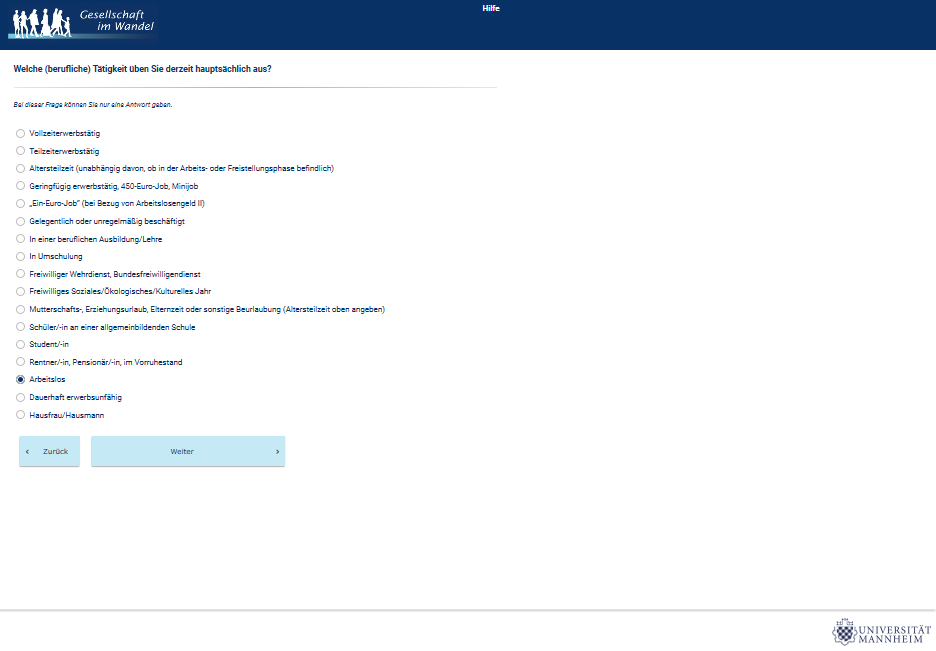 Gesellschaft
im Wandel
Hilfe
Welche (berufliche) Tätigkeit üben Sie derzeit hauptsächlich aus?
Bei dieser Frage können Sie nur eine Antwort geben.
Vollzeiterwerbstätig
Teilzeiterwerbstätig
Altersteilzeit (unabhängig davon, ob in der Arbeits- oder Freistellungsphase befindlich)
Geringfügig erwerbstätig, 450-Euro-Job, Minijob
„Ein-Euro-Job“ (bei Bezug von Arbeitslosengeld II)
Gelegentlich oder unregelmäßig beschäftigt
In einer beruflichen Ausbildung/Lehre
In Umschulung
Freiwilliger Wehrdienst, Bundesfreiwilligendienst
Freiwilliges Soziales/Ökologisches/Kulturelles Jahr
Mutterschafts-, Erziehungsurlaub, Elternzeit oder sonstige Beurlaubung (Altersteilzeit oben angeben)
Schüler/-in an einer allgemeinbildenden Schule
Student/-in
Rentner/-in, Pensionär/-in, im Vorruhestand
Arbeitslos
Dauerhaft erwerbsunfähig
Hausfrau/Hausmann
‹ Zurück Weiter ›
UNIVERSITÄT
MANNHEIM